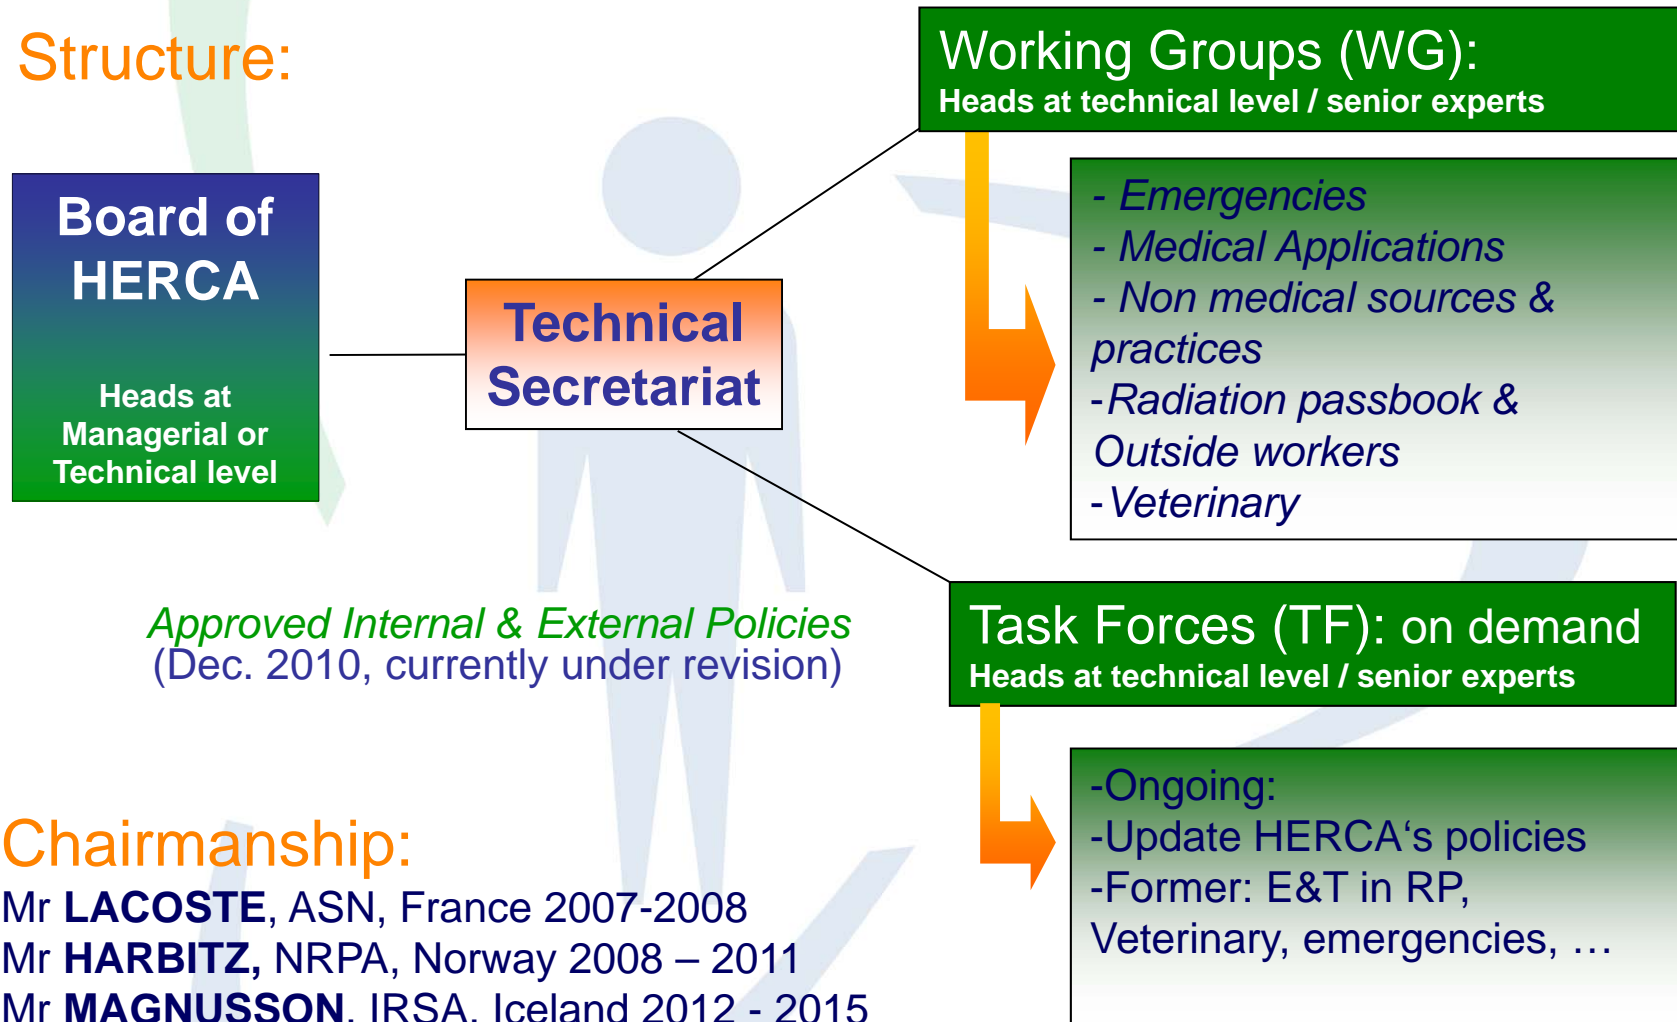 Structure:
Board of
HERCA
Heads at
Managerial or
Technical level
Technical
Secretariat
Working Groups (WG):
Heads at technical level / senior experts
- Emergencies
- Medical Applications
- Non medical sources &
practices
-Radiation passbook &
Outside workers
-Veterinary
Approved Internal & External Policies
(Dec. 2010, currently under revision)
Task Forces (TF): on demand
Heads at technical level / senior experts
-Ongoing:
-Update HERCA‘s policies
-Former: E&T in RP,
Veterinary, emergencies, …
Chairmanship:
Mr LACOSTE, ASN, France 2007-2008
Mr HARBITZ, NRPA, Norway 2008 – 2011
Mr MAGNUSSON, IRSA, Iceland 2012 - 2015